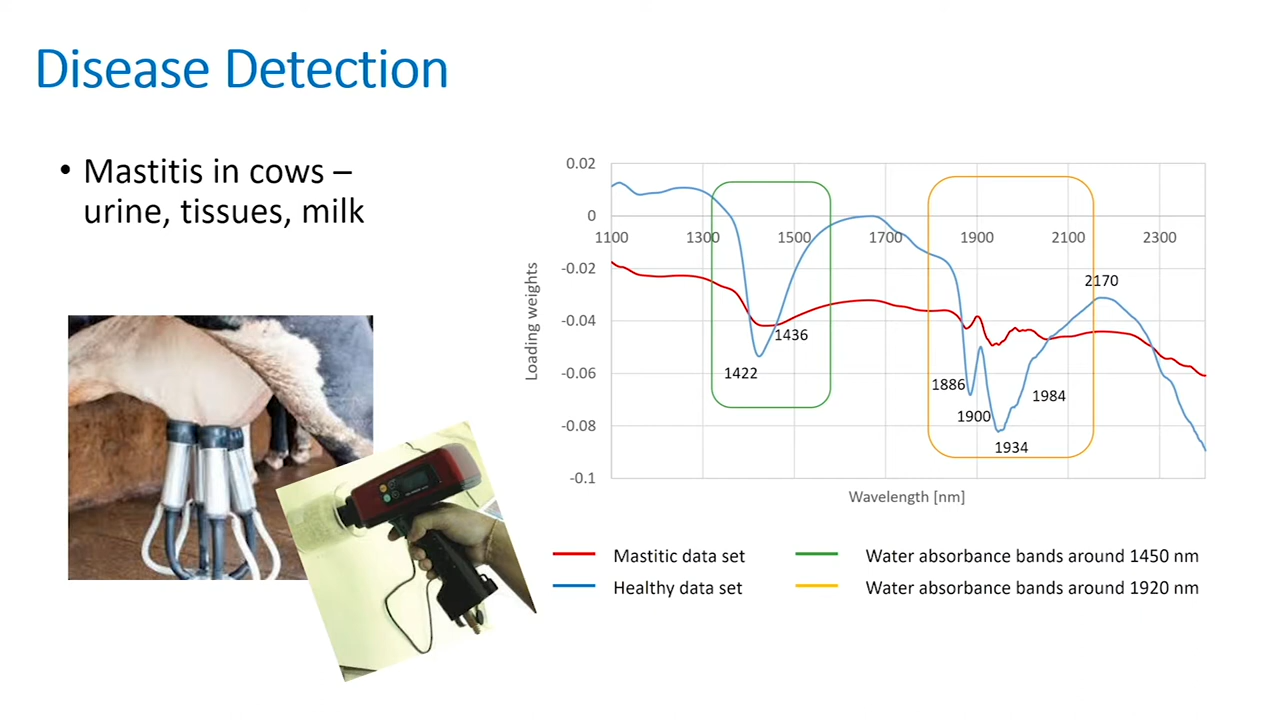 Disease Detection
• Mastitis in cows –
urine, tissues, milk
0.02
0
-0.02
-0.04
-0.06
-0.08
-0.1
1100
1300
1500
1700
1900
2100
2300
Loading weights
Wavelength [nm]
1422
1436
1886
1900
1934
1984
2170
Mastitic data set
Healthy data set
Water absorbance bands around 1450 nm
Water absorbance bands around 1920 nm